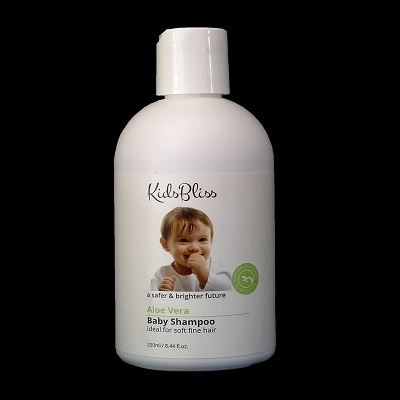 KidsBliss
a safer & brighter future
Aloe Vera
Baby Shampoo
ideal for soft fine hair
250ml / 8.44 fl.oz.